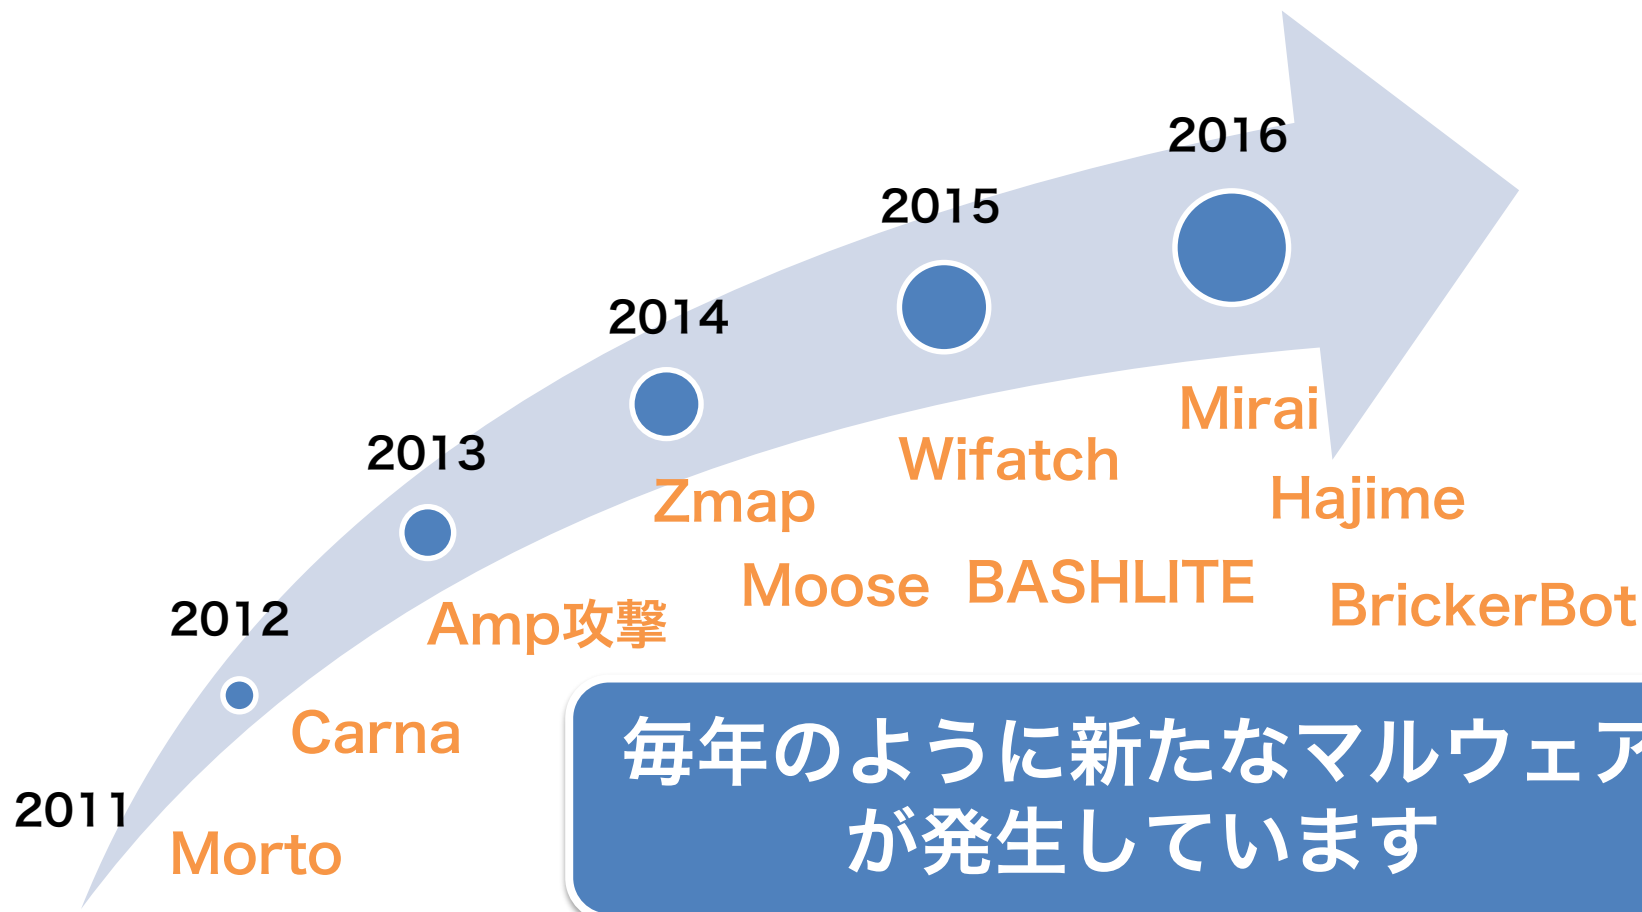 2016
2015
2014
Mirai
2013
Wifatch
Zmap
Hajime
Moose
BASHLITE
BrickerBot
2012
Amp攻撃
Carna
毎年のように新たなマルウェア
が発生しています
2011
Morto